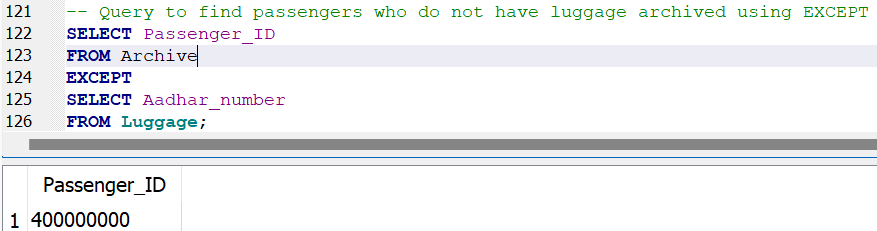 121 -- Query to find passengers who do not have luggage archived using EXCEPT
122 SELECT Passenger_ID
123 FROM Archive
124 EXCEPT
125 SELECT Aadhar_number
126 FROM Luggage;
Passenger_ID
1 400000000